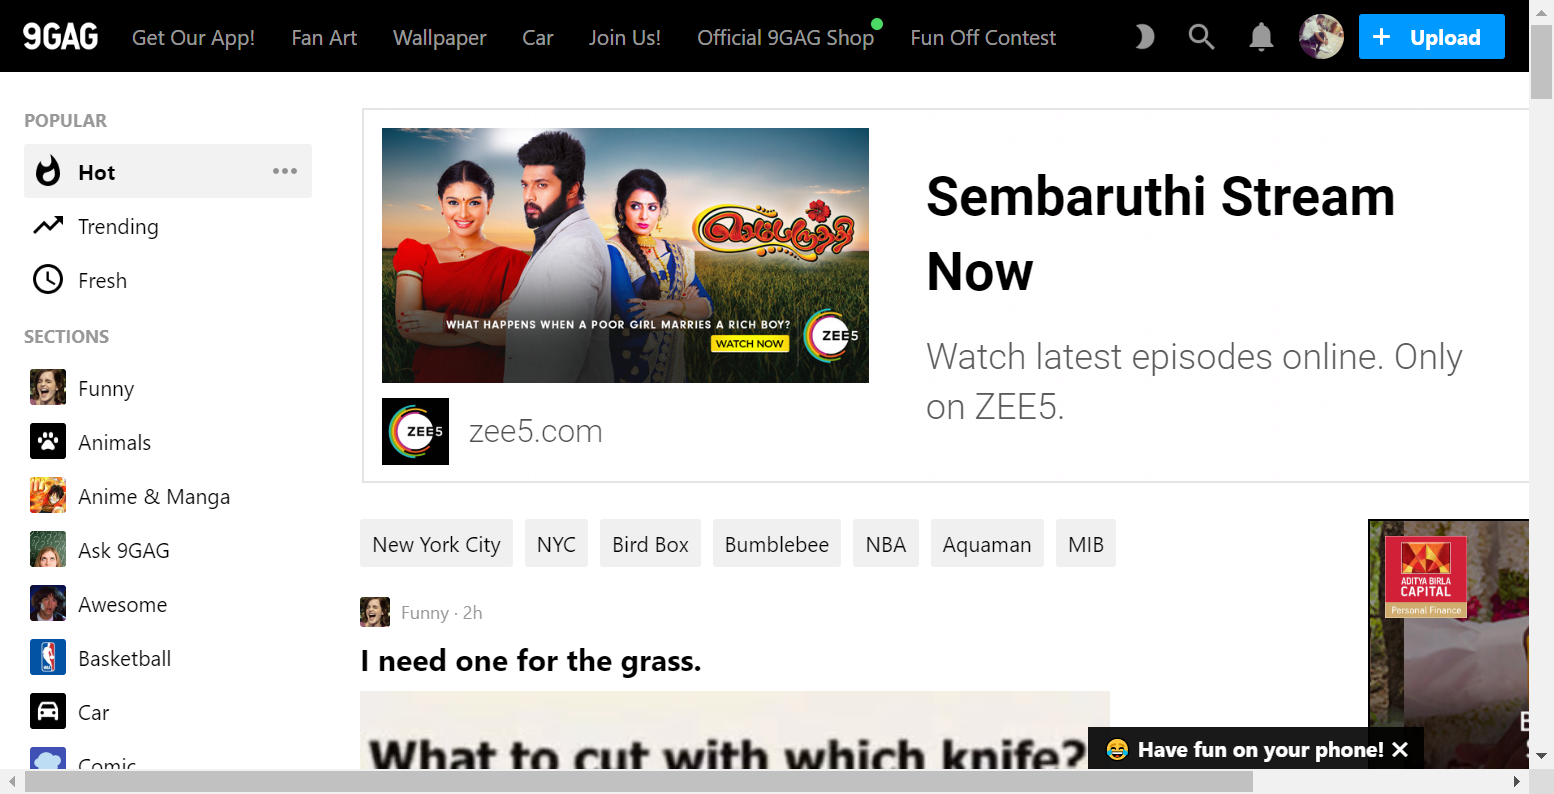 9GAG
Get Our App!
Fan Art
Wallpaper
Car
Join Us!
Official 9GAG Shop
Fun Off Contest
+ Upload
POPULAR
Hot
Trending
Fresh
SECTIONS
Funny
Animals
Anime & Manga
Ask 9GAG
Awesome
Basketball
Car
Comic
செம்பருத்தி
WHAT HAPPENS WHEN A POOR GIRL MARRIES A RICH BOY?
WATCH NOW
ZEE5
ZEE5
zee5.com
Sembaruthi Stream
Now
Watch latest episodes online. Only
on ZEE5.
New York City
NYC
Bird Box
Bumblebee
NBA
Aquaman
MIB
Funny · 2h
I need one for the grass.
What to cut with which knife?
ADITYA BIRLA
CAPITAL
Personal Finance
😂 Have fun on your phone! ×